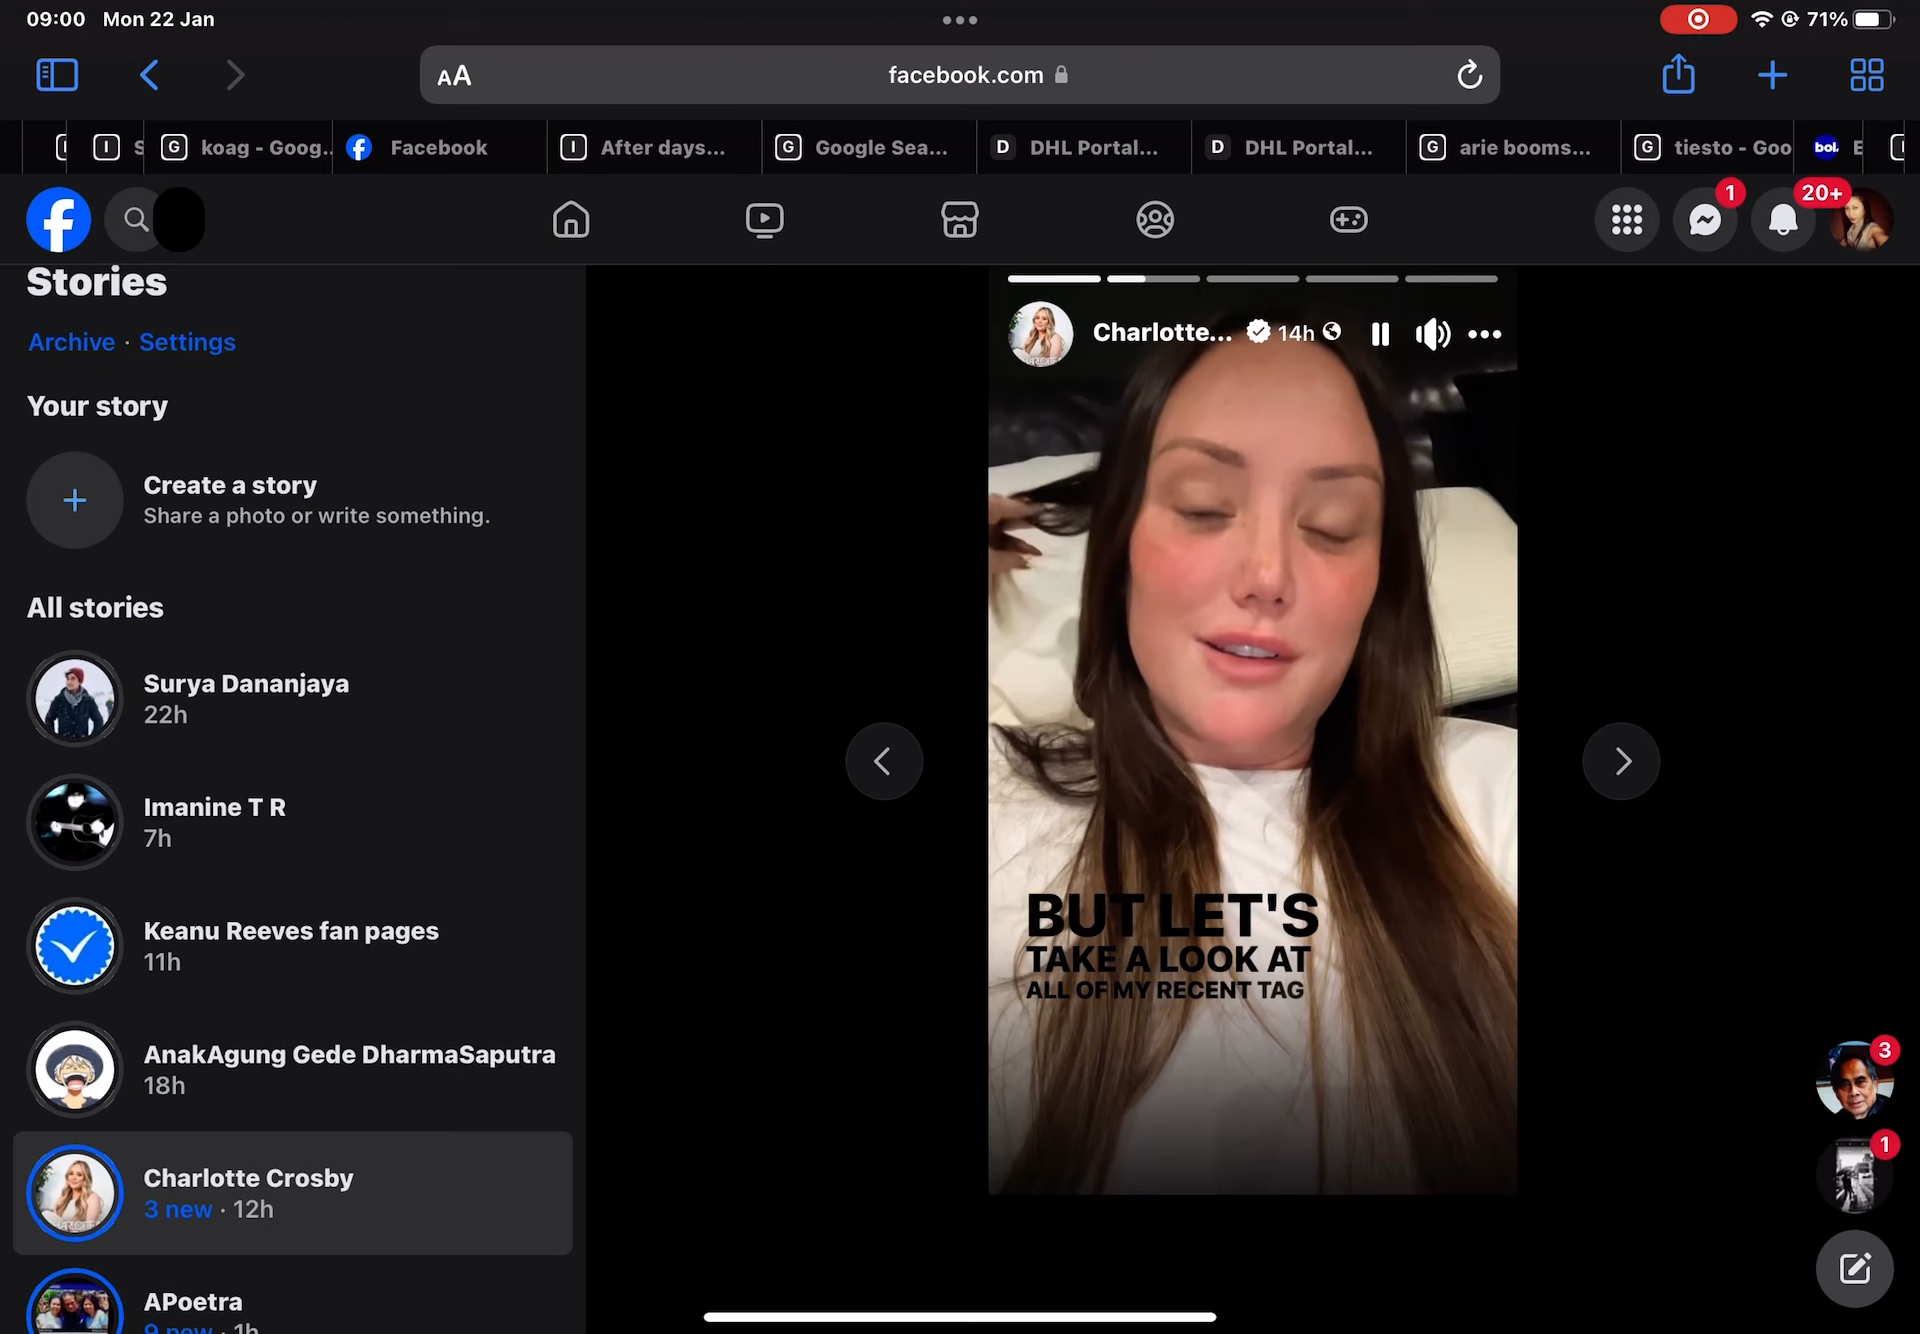 09:00 Mon 22 Jan
71%
AA
facebook.com
koag - Goog...
Facebook
After days...
Google Sea...
DHL Portal...
DHL Portal...
arie booms...
tiesto - Goo
bol.
1
20+
Stories
Archive · Settings
Your story
Create a story
Share a photo or write something.
All stories
Surya Dananjaya
22h
Imanine T R
7h
Keanu Reeves fan pages
11h
AnakAgung Gede DharmaSaputra
18h
Charlotte Crosby
3 new · 12h
APoetra
9 new · 1h
Charlotte... 14h
BUT LET'S
TAKE A LOOK AT
ALL OF MY RECENT TAG
3
1